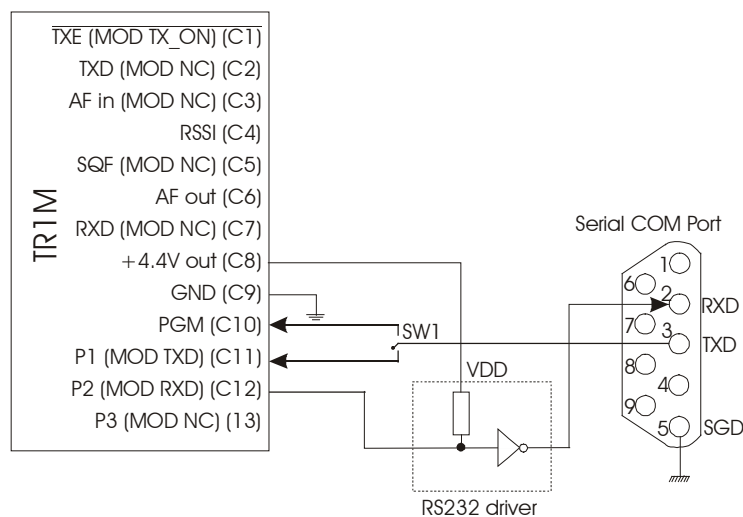 TR1M
TXE (MOD TX_ON) (C1)
TXD (MOD NC) (C2)
AF in (MOD NC) (C3)
RSSI (C4)
SQF (MOD NC) (C5)
AF out (C6)
RXD (MOD NC) (C7)
+4.4V out (C8)
GND (C9)
PGM (C10)
P1 (MOD TXD) (C11)
P2 (MOD RXD) (C12)
P3 (MOD NC) (13)
SW1
VDD
RS232 driver
Serial COM Port
1
6
2 RXD
7
3 TXD
8
4
9
5 SGD